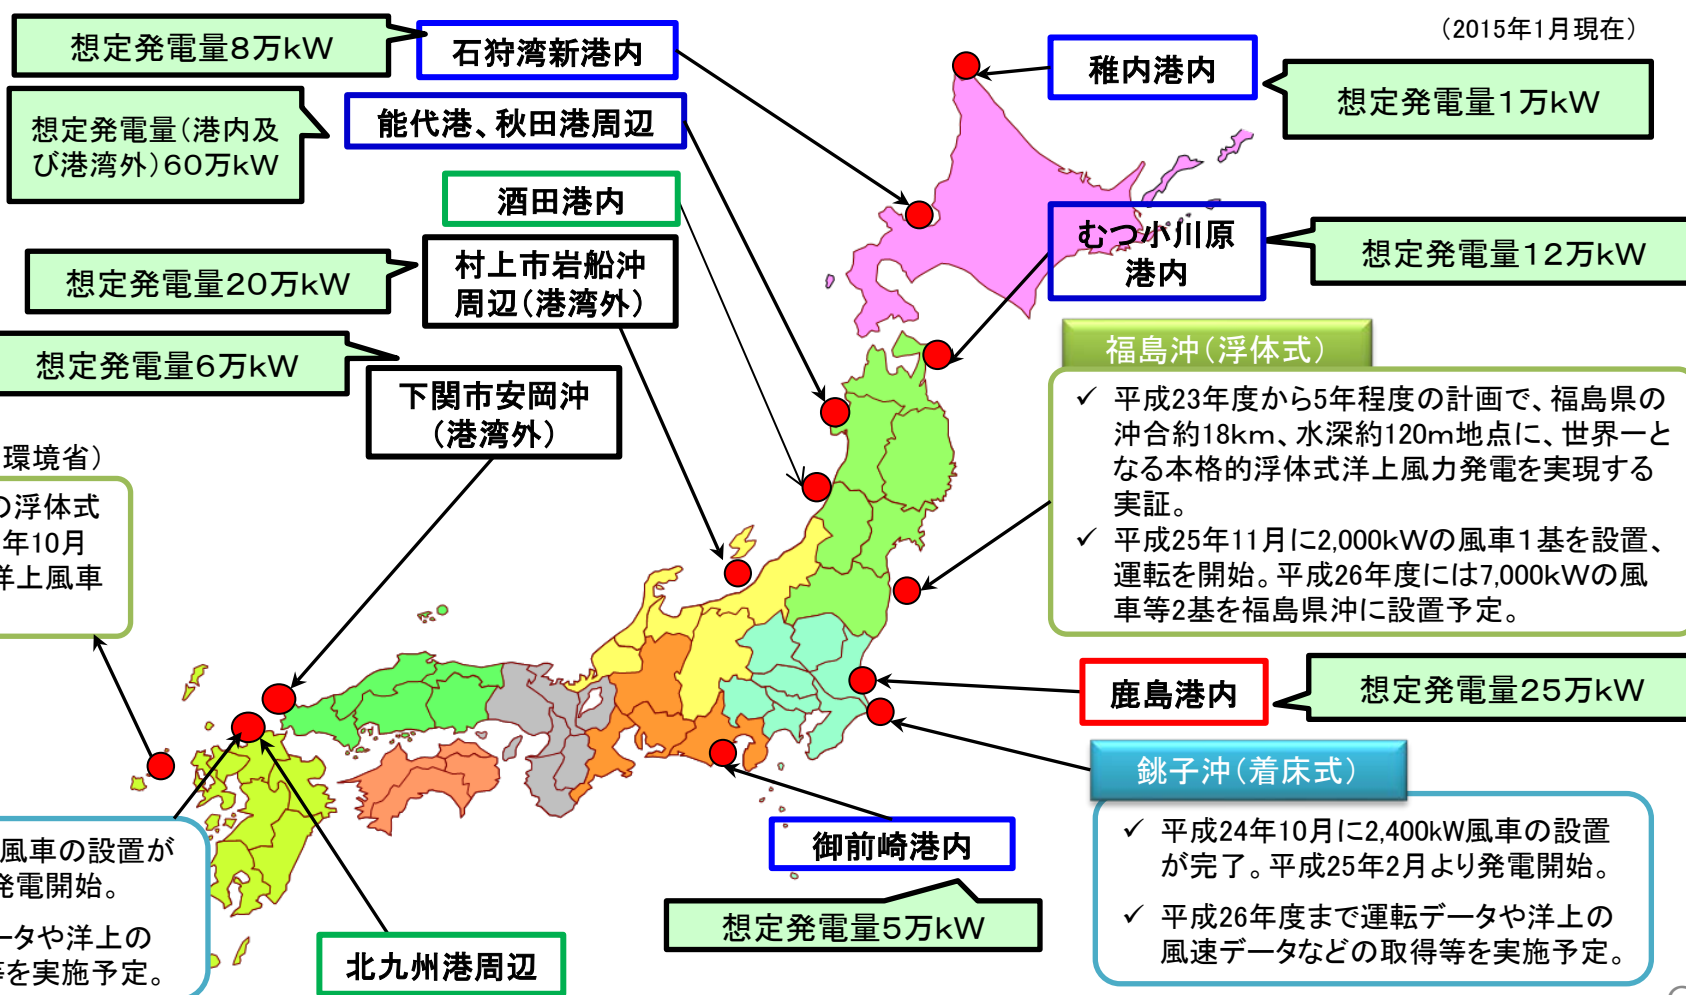 （2015年1月現在）
想定発電量8万kW
石狩湾新港内
稚内港内
想定発電量1万kW
想定発電量（港内及
び港湾外）60万kW
能代港、秋田港周辺
酒田港内
むつ小川原
港内
想定発電量12万kW
想定発電量20万kW
村上市岩船沖
周辺（港湾外）
想定発電量6万kW
下関市安岡沖
（港湾外）
福島沖（浮体式）
✓ 平成23年度から5年程度の計画で、福島県の
沖合約18km、水深約120m地点に、世界一と
なる本格的浮体式洋上風力発電を実現する
実証。
✓ 平成25年11月に2,000kWの風車1基を設置、
運転を開始。平成26年度には7,000kWの風
車等2基を福島県沖に設置予定。
環境省）
の浮体式
年10月
洋上風車
鹿島港内
想定発電量25万kW
銚子沖（着床式）
✓ 平成24年10月に2,400kW風車の設置
が完了。平成25年2月より発電開始。
✓ 平成26年度まで運転データや洋上の
風速データなどの取得等を実施予定。
御前崎港内
想定発電量5万kW
風車の設置が
発電開始。
ータや洋上の
等を実施予定。
北九州港周辺